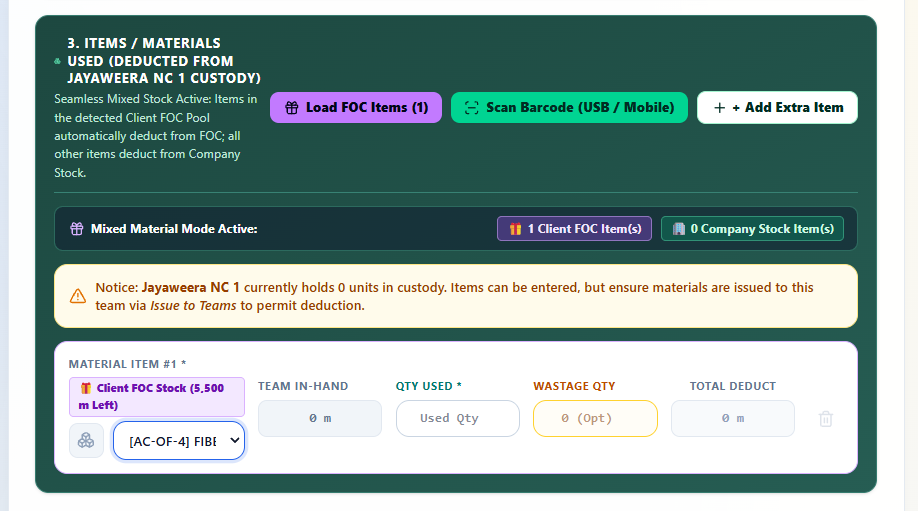 3. ITEMS / MATERIALS
USED (DEDUCTED FROM
JAYAWEERA NC 1 CUSTODY)
Seamless Mixed Stock Active: Items in
the detected Client FOC Pool
automatically deduct from FOC; all
other items deduct from Company
Stock.
Load FOC Items (1)
Scan Barcode (USB / Mobile)
+ Add Extra Item
Mixed Material Mode Active:
1 Client FOC Item(s)
0 Company Stock Item(s)
Notice: Jayaweera NC 1 currently holds 0 units in custody. Items can be entered, but ensure materials are issued to this
team via Issue to Teams to permit deduction.
MATERIAL ITEM #1 *
Client FOC Stock (5,500
m Left)
[AC-OF-4] FIBE
TEAM IN-HAND
0 m
QTY USED *
Used Qty
WASTAGE QTY
0 (Opt)
TOTAL DEDUCT
0 m